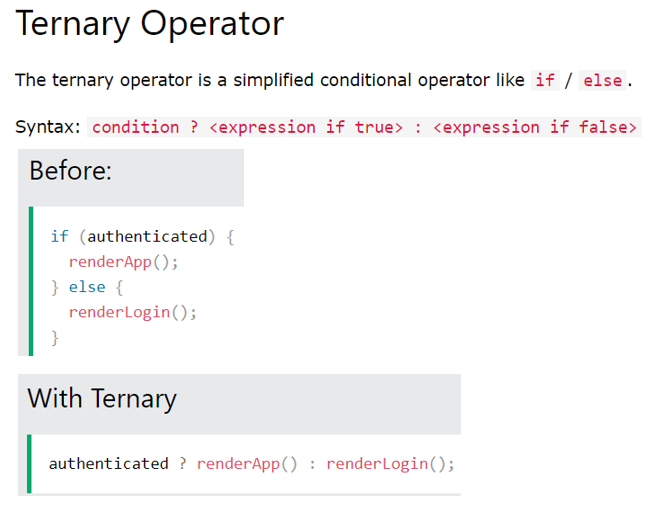 Ternary Operator
The ternary operator is a simplified conditional operator like if / else.
Syntax: condition ? <expression if true> : <expression if false>
Before:
if (authenticated) {
  renderApp();
} else {
  renderLogin();
}
With Ternary
authenticated ? renderApp() : renderLogin();